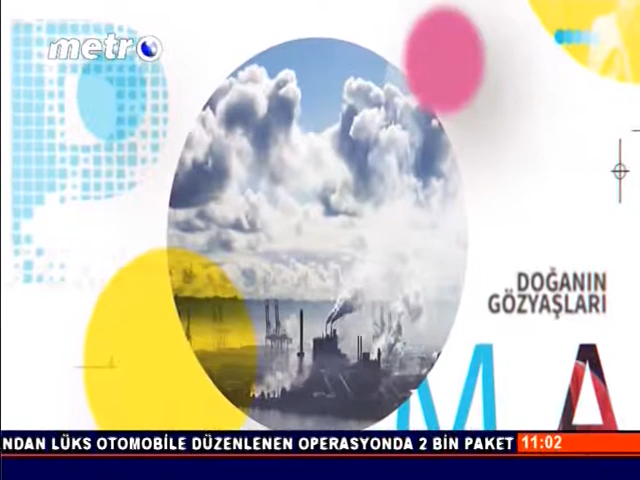 metro
DOĞANIN
GÖZYAŞLARI
M A
NDAN LÜKS OTOMOBİLE DÜZENLENEN OPERASYONDA 2 BİN PAKET 11:02